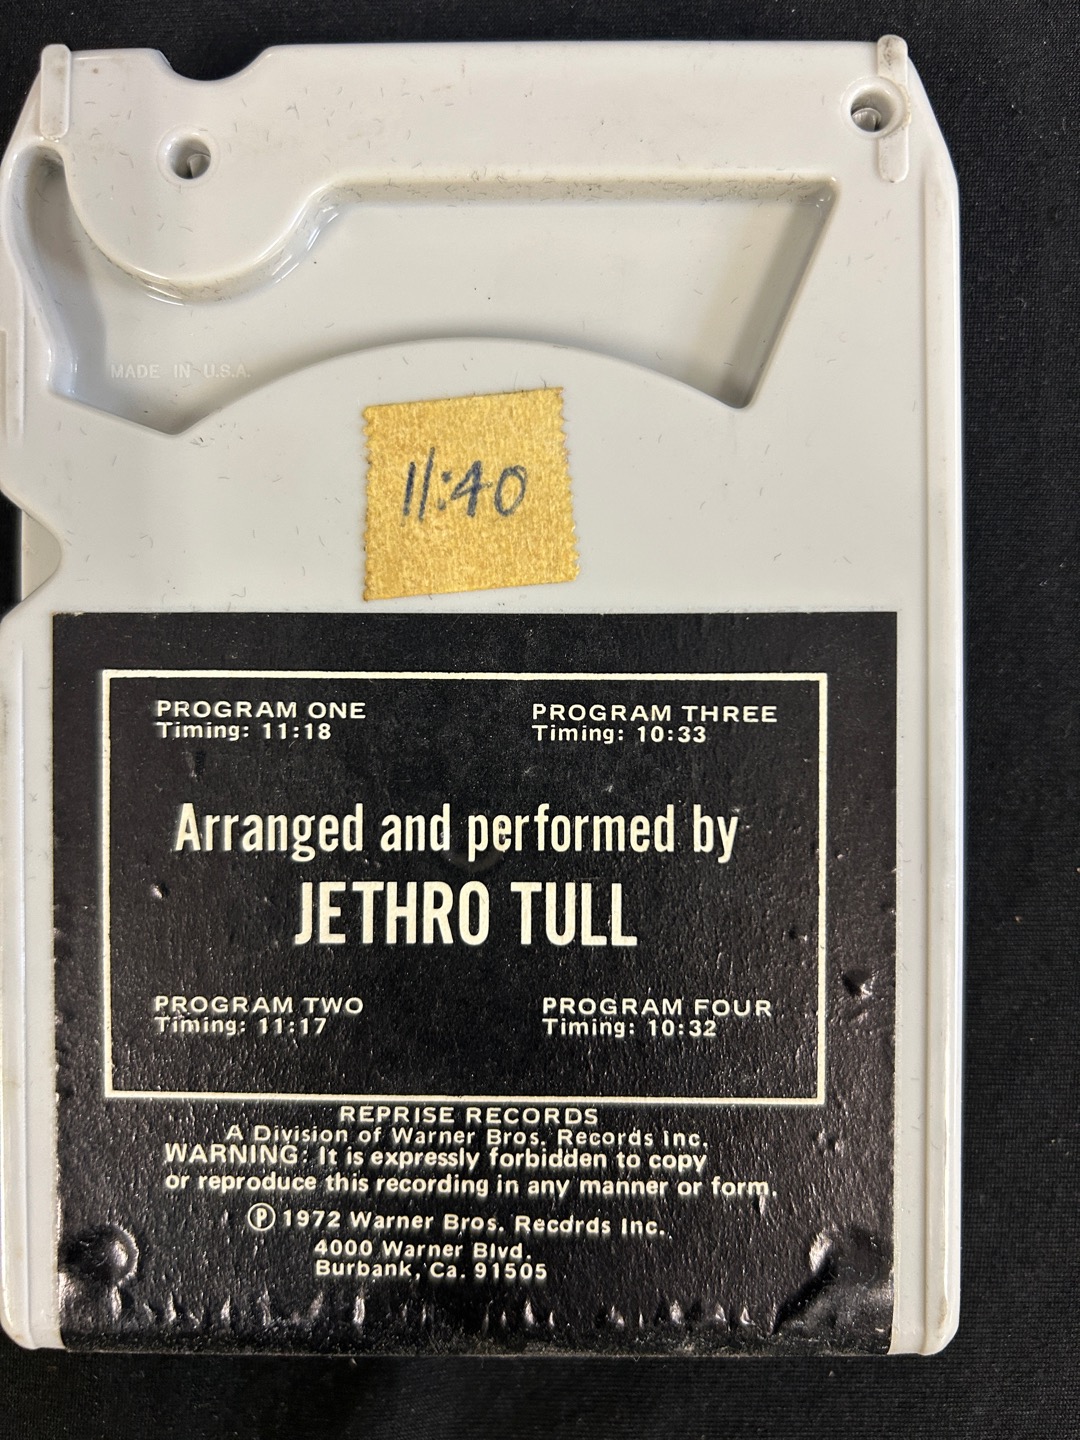 MADE IN U.S.A.
11:40
PROGRAM ONE
Timing: 11:18
PROGRAM THREE
Timing: 10:33
Arranged and performed by
JETHRO TULL
PROGRAM TWO
Timing: 11:17
PROGRAM FOUR
Timing: 10:32
REPRISE RECORDS
A Division of Warner Bros. Records Inc.
WARNING: It is expressly forbidden to copy
or reproduce this recording in any manner or form.
Ⓟ 1972 Warner Bros. Records Inc.
4000 Warner Blvd.
Burbank, Ca. 91505